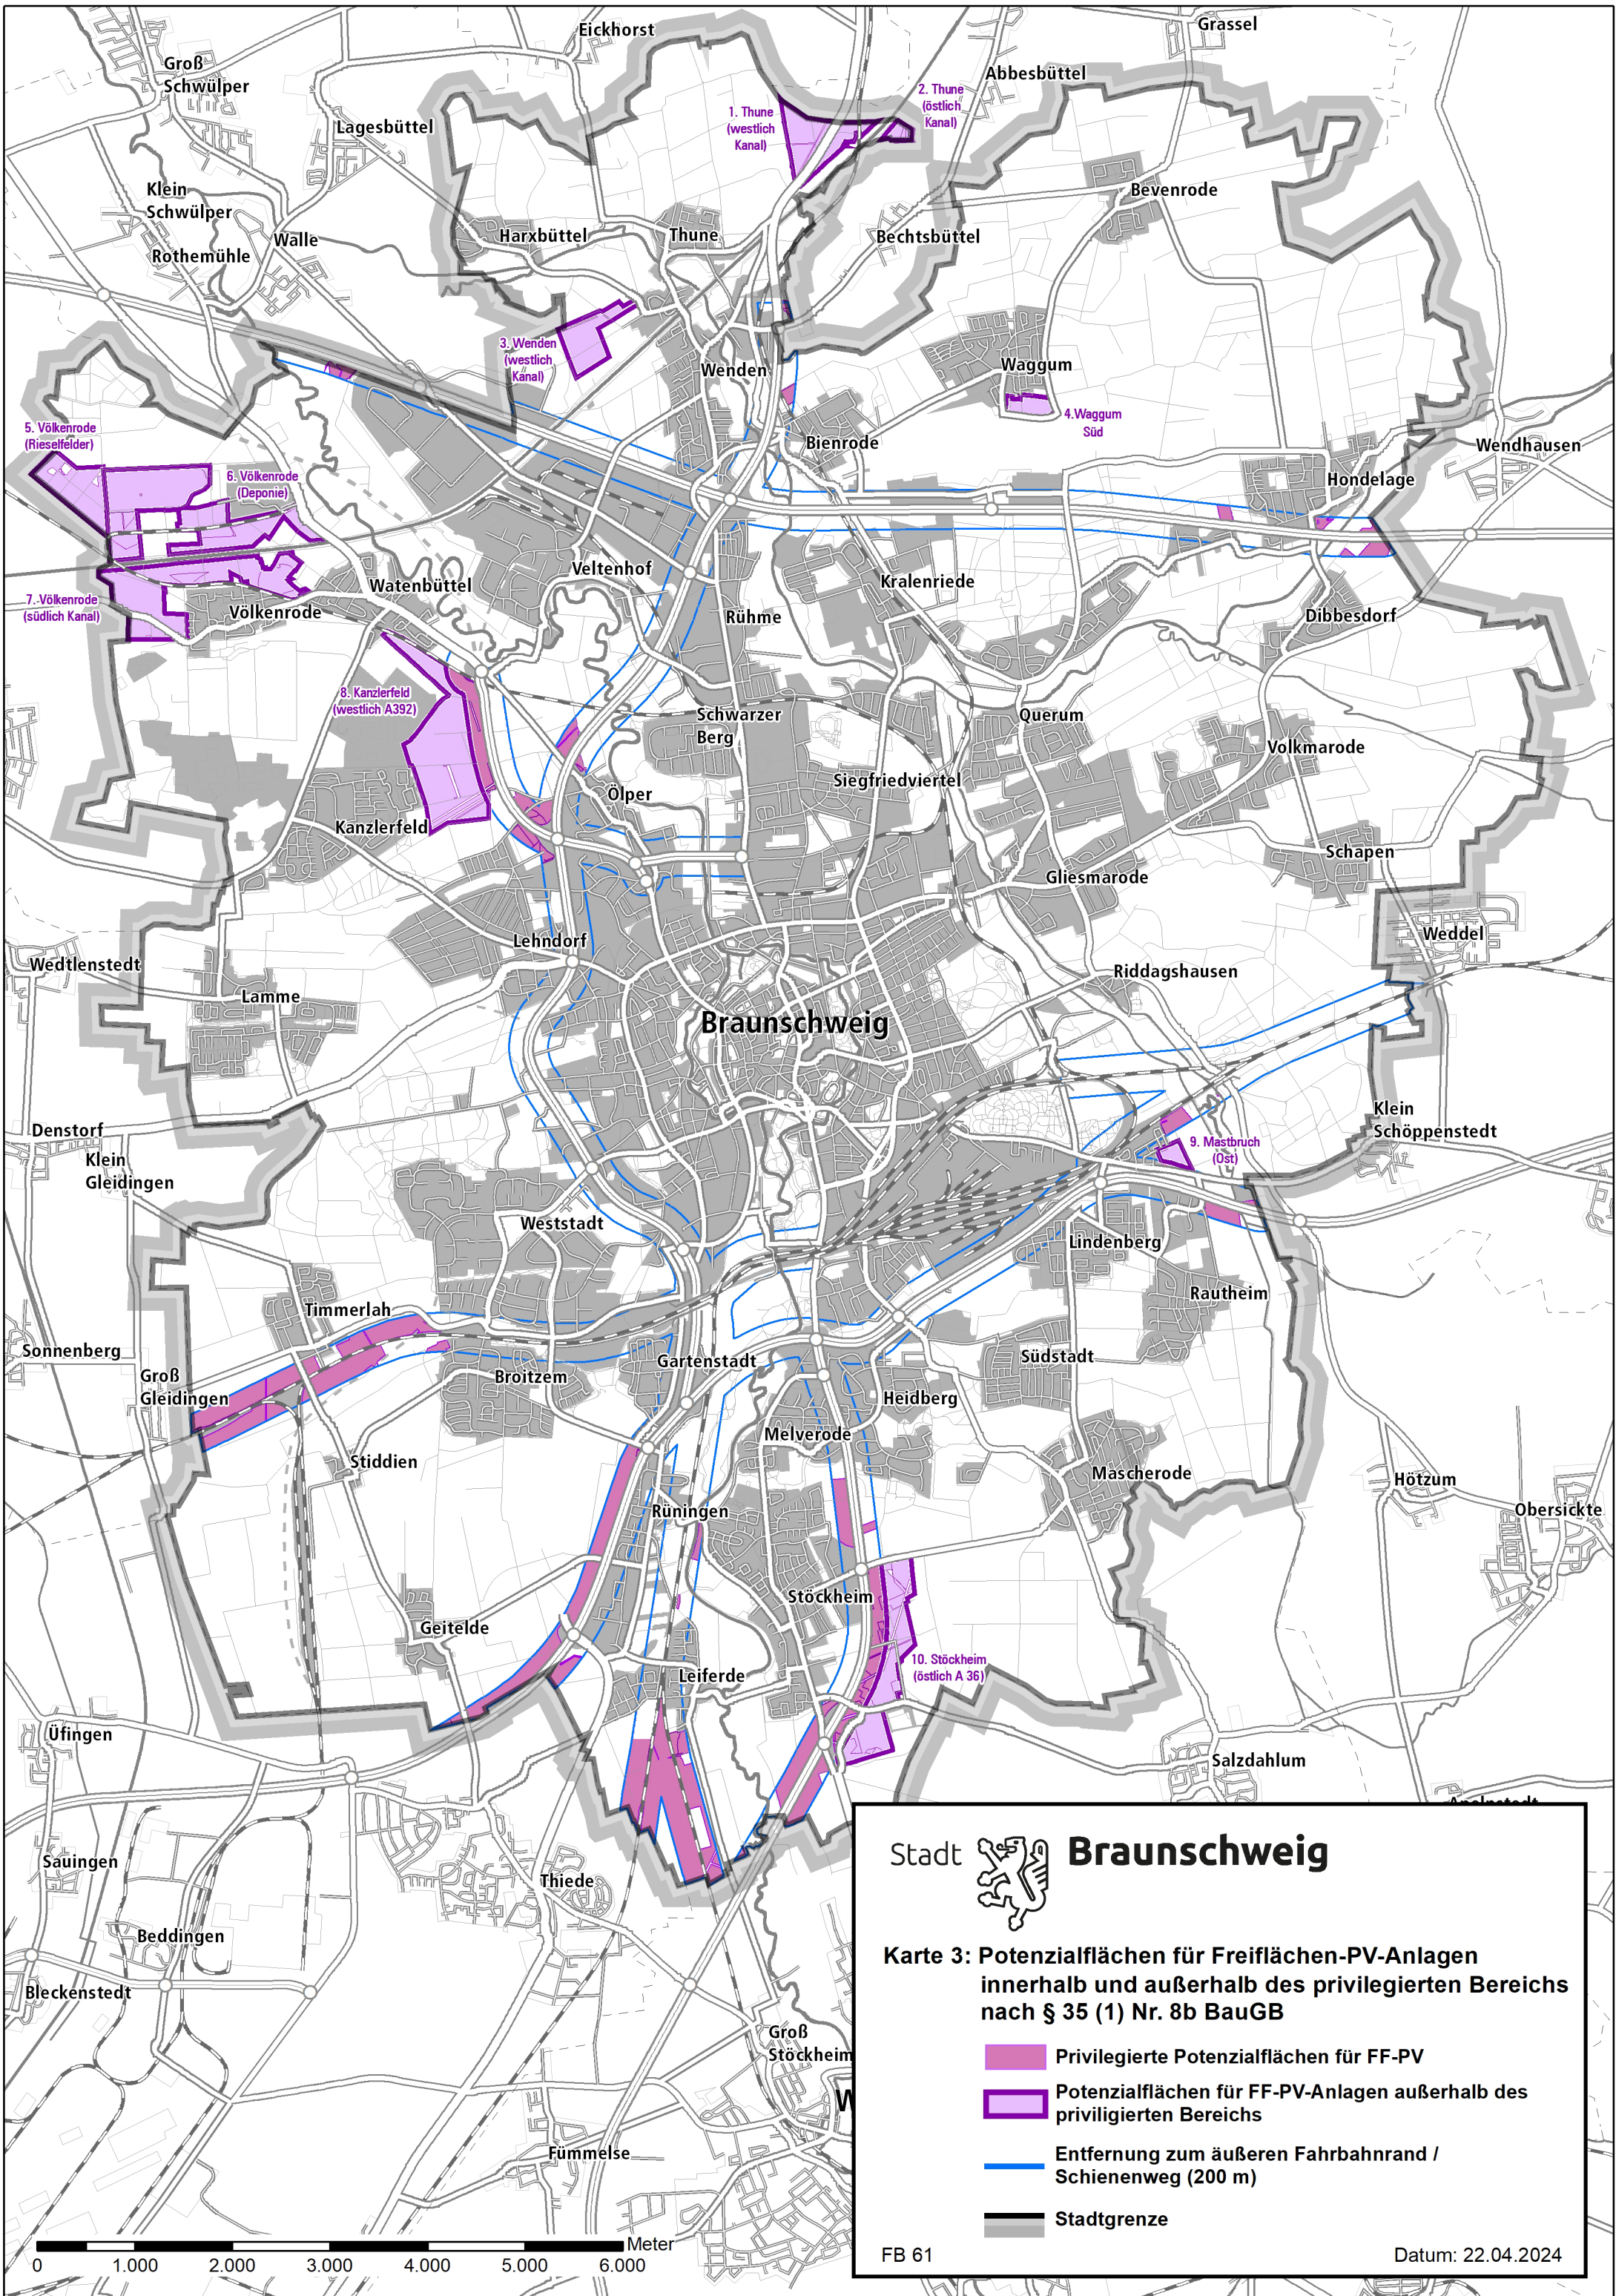 Eickhorst
Grassel
Groß
Schwülper
Abbesbüttel
2. Thune
(östlich
Kanal)
1. Thune
(westlich
Kanal)
Lagesbüttel
Klein
Schwülper
Bevenrode
Walle
Rothemühle
Harxbüttel
Thune
Bechtsbüttel
3. Wenden
(westlich
Kanal)
Wenden
Waggum
4.Waggum
Süd
5. Völkenrode
(Rieselfelder)
Bienrode
Wendhausen
6. Völkenrode
(Deponie)
Hondelage
Veltenhof
Watenbüttel
Kralenriede
7. Völkenrode
(südlich Kanal)
Völkenrode
Rühme
Dibbesdorf
8. Kanzlerfeld
(westlich A392)
Schwarzer
Berg
Querum
Volkmarode
Siegfriedviertel
Ölper
Kanzlerfeld
Schapen
Gliesmarode
Lehndorf
Weddel
Wedtlenstedt
Riddagshausen
Lamme
Braunschweig
Denstorf
Klein
Schöppenstedt
Klein
Gleidingen
9. Mastbruch
(Ost)
Weststadt
Lindenberg
Rautheim
Timmerlah
Sonnenberg
Gartenstadt
Südstadt
Groß
Gleidingen
Broitzem
Heidberg
Melverode
Stiddien
Mascherode
Hötzum
Rüningen
Obersickte
Stöckheim
Geitelde
10. Stöckheim
(östlich A 36)
Leiferde
Üfingen
Salzdahlum
Sauingen
Thiede
Beddingen
Bleckenstedt
Groß
Stöckheim
W
Fümmelse
Stadt Braunschweig
Karte 3: Potenzialflächen für Freiflächen-PV-Anlagen
innerhalb und außerhalb des privilegierten Bereichs
nach § 35 (1) Nr. 8b BauGB
Privilegierte Potenzialflächen für FF-PV
Potenzialflächen für FF-PV-Anlagen außerhalb des
priviligierten Bereichs
Entfernung zum äußeren Fahrbahnrand /
Schienenweg (200 m)
Stadtgrenze
FB 61
Datum: 22.04.2024
Meter
0 1.000 2.000 3.000 4.000 5.000 6.000